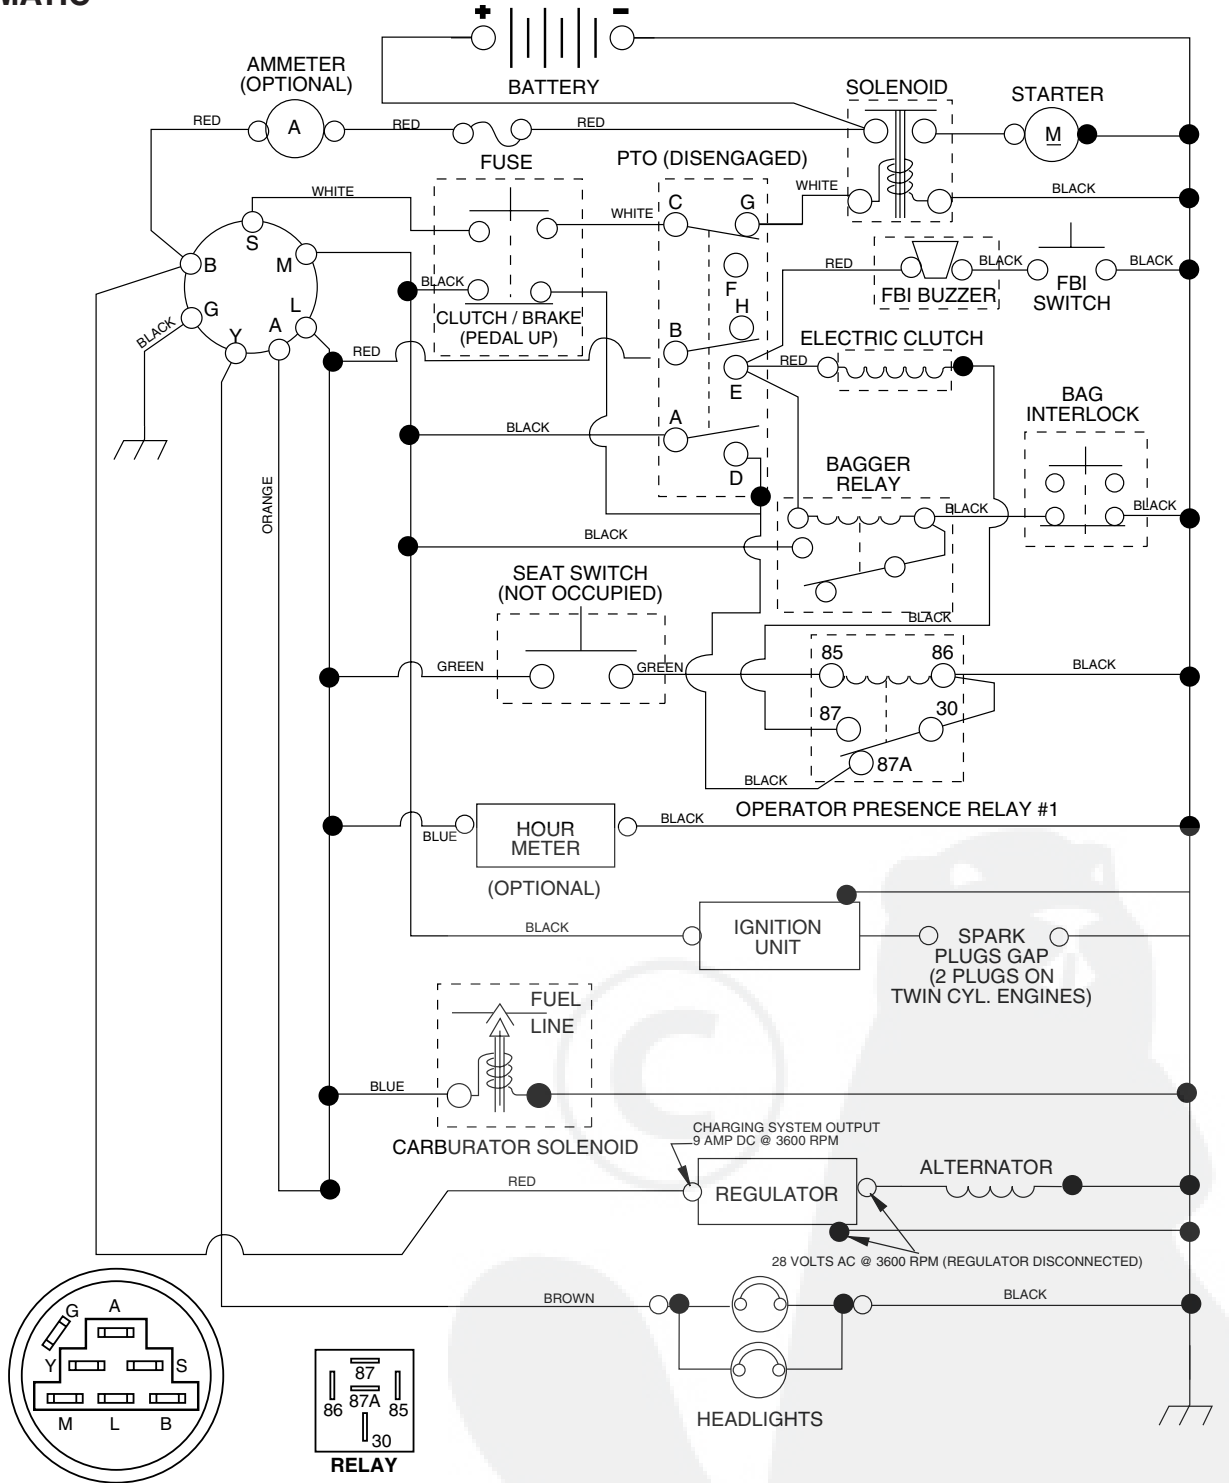 MATIC
+ −
BATTERY
AMMETER
(OPTIONAL)
SOLENOID
STARTER
RED
A
RED
RED
M
FUSE
PTO (DISENGAGED)
WHITE
WHITE
WHITE
BLACK
C
G
S
B
M
F
RED
BLACK
BLACK
FBI BUZZER
FBI
SWITCH
BLACK
G
A
L
Y
BLACK
CLUTCH / BRAKE
(PEDAL UP)
H
B
RED
ELECTRIC CLUTCH
RED
E
BAG
INTERLOCK
A
BLACK
D
BAGGER
RELAY
ORANGE
BLACK
BLACK
BLACK
SEAT SWITCH
(NOT OCCUPIED)
BLACK
85
86
GREEN
GREEN
BLACK
87
30
87A
BLACK
OPERATOR PRESENCE RELAY #1
BLUE
HOUR
METER
BLACK
(OPTIONAL)
BLACK
IGNITION
UNIT
SPARK
PLUGS GAP
(2 PLUGS ON
TWIN CYL. ENGINES)
FUEL
LINE
©
BLUE
CARBURATOR SOLENOID
CHARGING SYSTEM OUTPUT
9 AMP DC @ 3600 RPM
RED
REGULATOR
ALTERNATOR
28 VOLTS AC @ 3600 RPM (REGULATOR DISCONNECTED)
BROWN
BLACK
HEADLIGHTS
G
A
Y
S
M
L
B
87
87A
86
85
30
RELAY